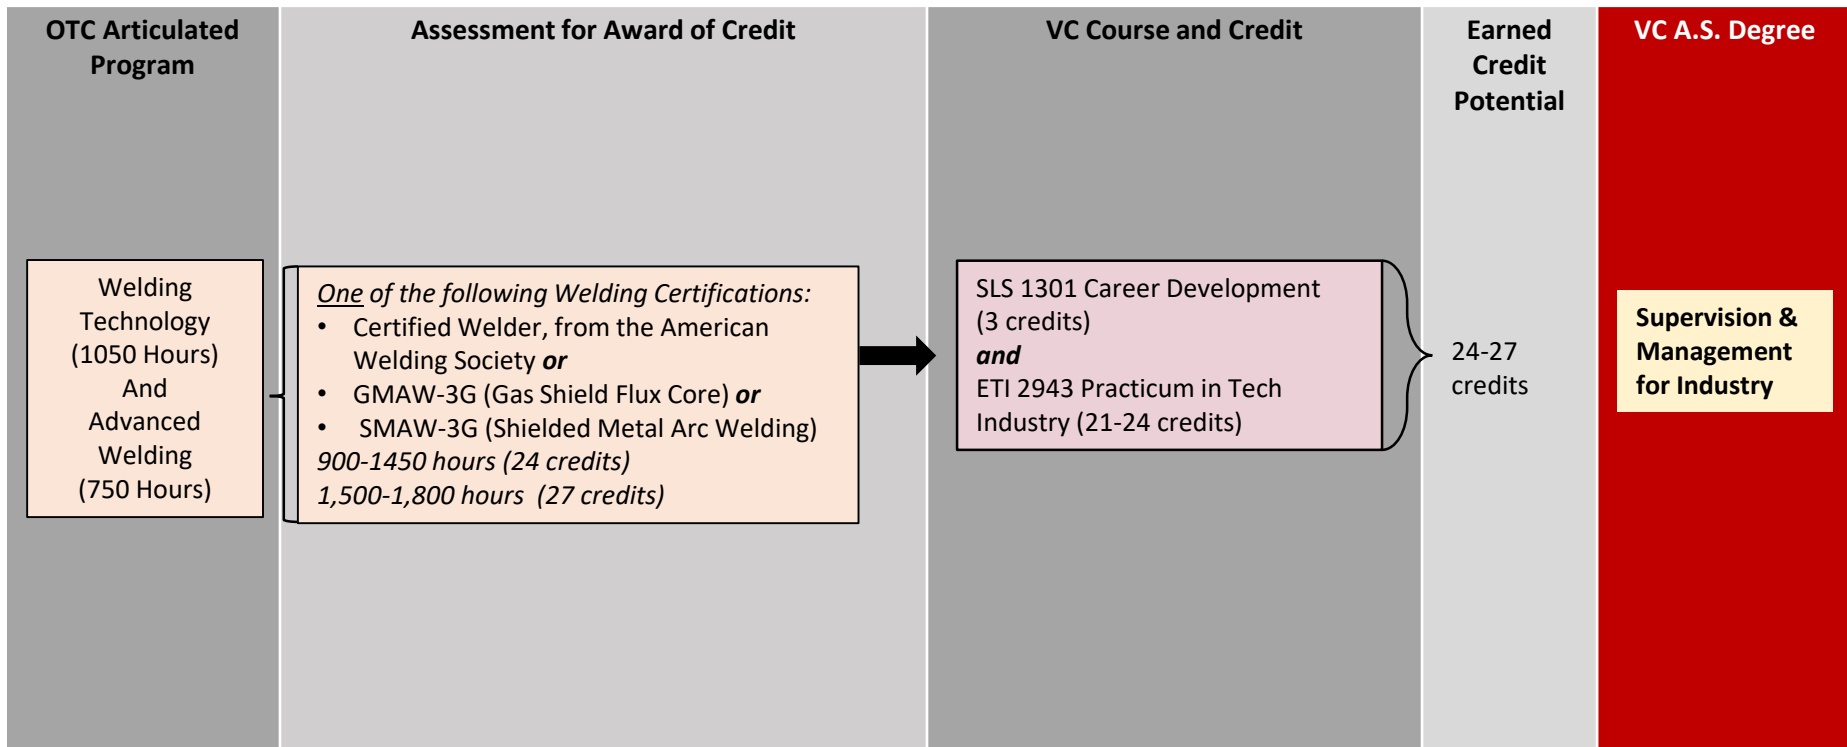 OTC Articulated
Program
Assessment for Award of Credit
VC Course and Credit
Earned
Credit
Potential
VC A.S. Degree
Welding
Technology
(1050 Hours)
And
Advanced
Welding
(750 Hours)
One of the following Welding Certifications:
• Certified Welder, from the American
Welding Society or
• GMAW-3G (Gas Shield Flux Core) or
• SMAW-3G (Shielded Metal Arc Welding)
900-1450 hours (24 credits)
1,500-1,800 hours (27 credits)
SLS 1301 Career Development
(3 credits)
and
ETI 2943 Practicum in Tech
Industry (21-24 credits)
24-27
credits
Supervision &
Management
for Industry